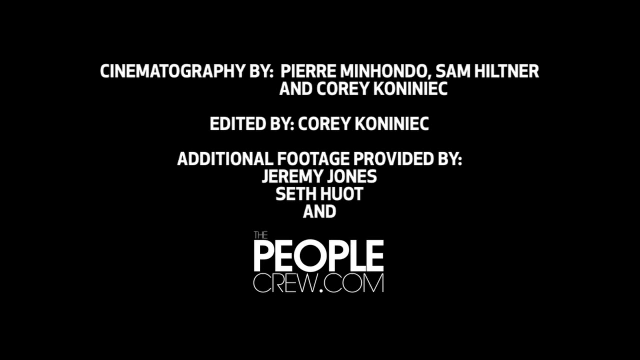 CINEMATOGRAPHY BY: PIERRE MINHONDO, SAM HILTNER
AND COREY KONINIEC
EDITED BY: COREY KONINIEC
ADDITIONAL FOOTAGE PROVIDED BY:
JEREMY JONES
SETH HUOT
AND
THE
PEOPLE
CREW.COM